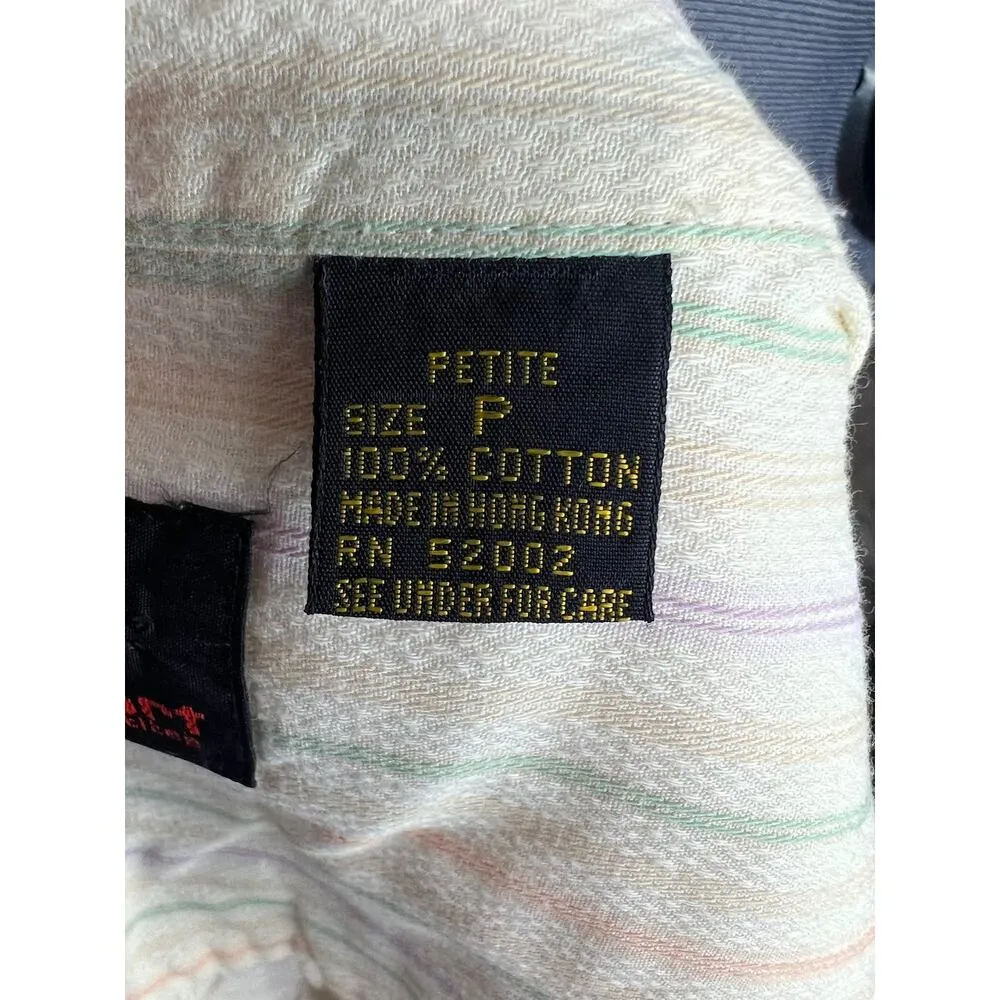 PETITE
SIZE P
100% COTTON
MADE IN HONG KONG
RN 52002
SEE UNDER FOR CARE